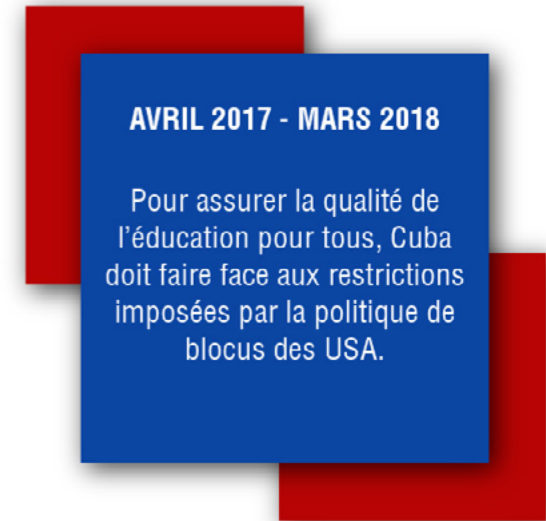 AVRIL 2017 - MARS 2018
Pour assurer la qualité de
l'éducation pour tous, Cuba
doit faire face aux restrictions
imposées par la politique de
blocus des USA.